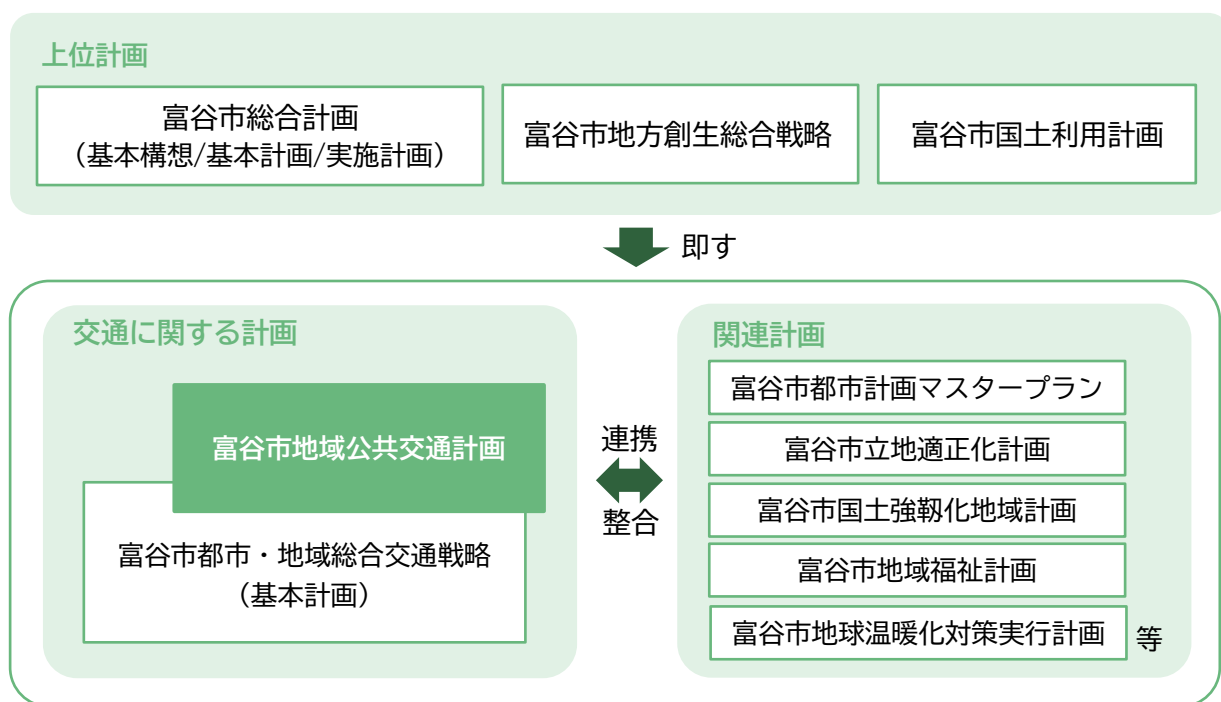 上位計画
富谷市総合計画
（基本構想/基本計画/実施計画）
富谷市地方創生総合戦略
富谷市国土利用計画
即す
交通に関する計画
富谷市地域公共交通計画
富谷市都市・地域総合交通戦略
（基本計画）
連携
整合
関連計画
富谷市都市計画マスタープラン
富谷市立地適正化計画
富谷市国土強靱化地域計画
富谷市地域福祉計画
富谷市地球温暖化対策実行計画
等